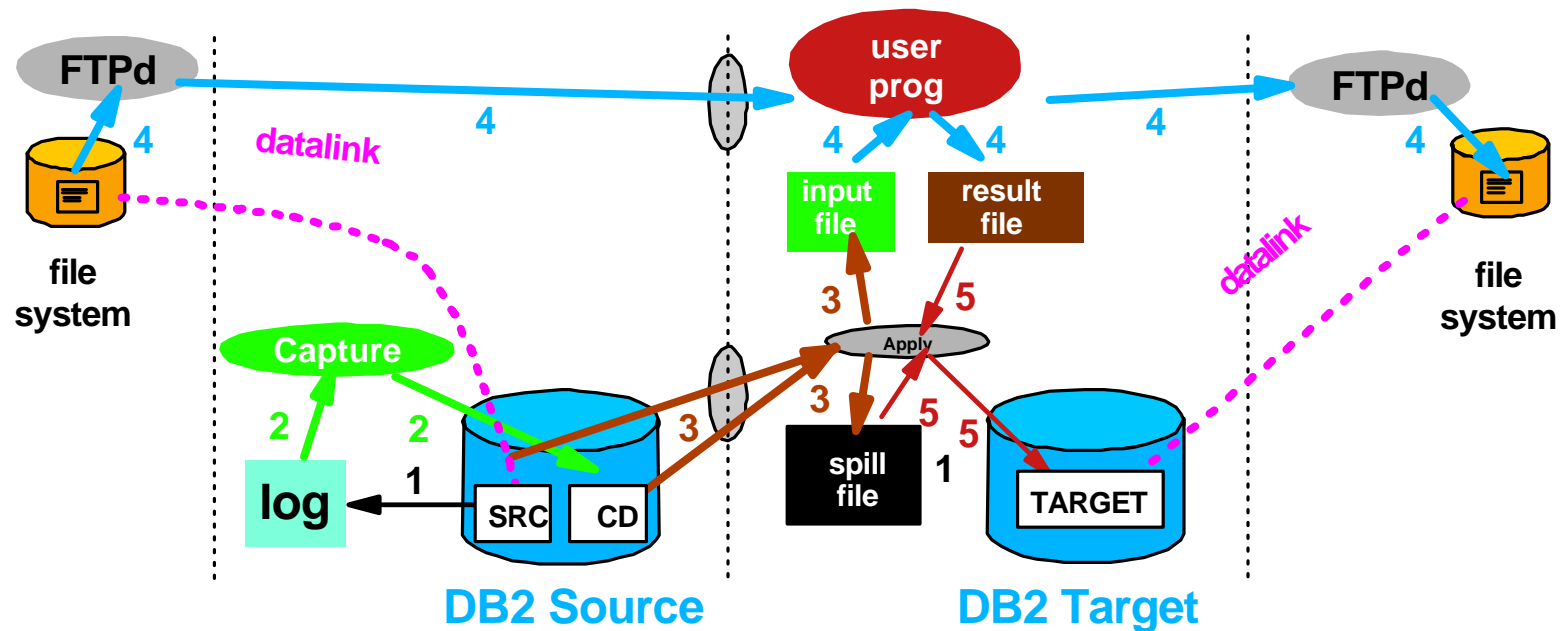 FTPd
user
prog
FTPd
4
4
4
4
4
4
datalink
input
file
result
file
datalink
file
system
file
system
3
5
Capture
Apply
2
2
3
3
5
5
1
log
SRC
CD
spill
file
1
TARGET
DB2 Source
DB2 Target